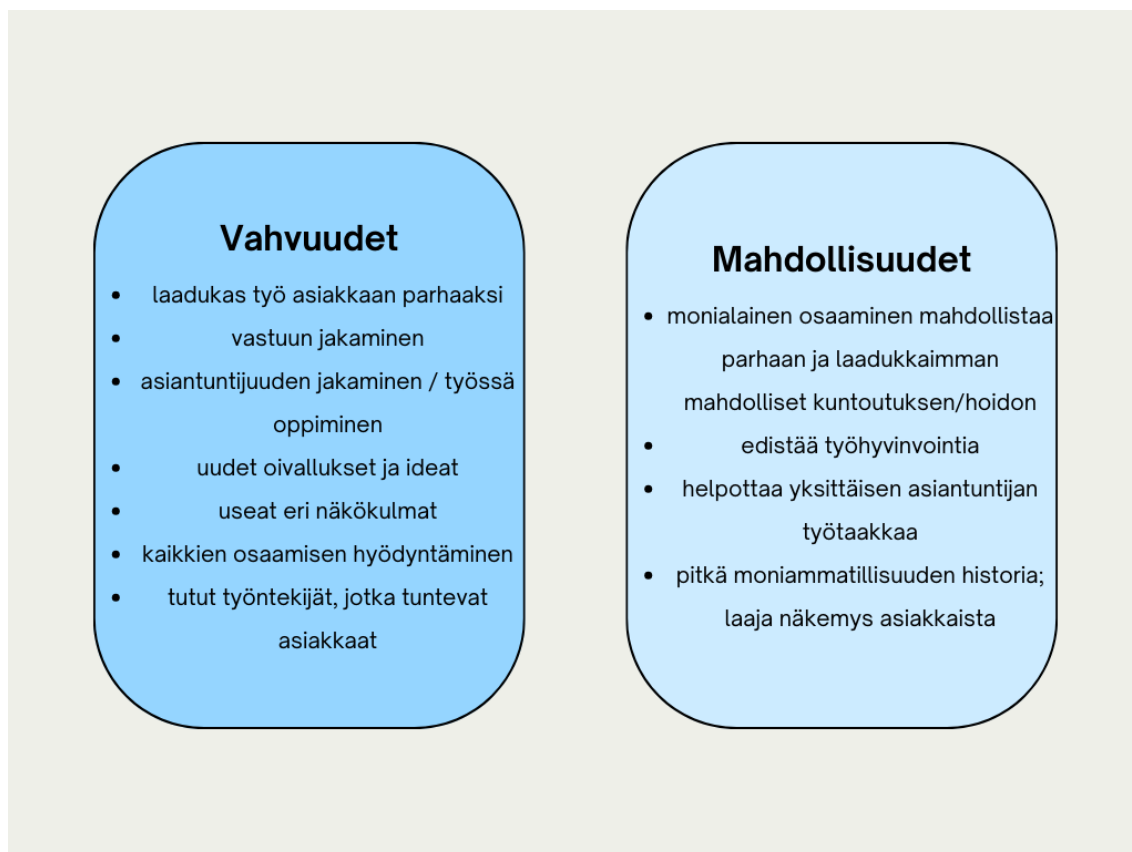 Vahvuudet
• laadukas työ asiakkaan parhaaksi
• vastuun jakaminen
• asiantuntijuuden jakaminen / työssä
oppiminen
• uudet oivallukset ja ideat
• useat eri näkökulmat
• kaikkien osaamisen hyödyntäminen
• tutut työntekijät, jotka tuntevat
asiakkaat
Mahdollisuudet
• monialainen osaaminen mahdollistaa
parhaan ja laadukkaimman
mahdolliset kuntoutuksen/hoidon
• edistää työhyvinvointia
• helpottaa yksittäisen asiantuntijan
työtaakkaa
• pitkä moniammatillisuuden historia;
laaja näkemys asiakkaista